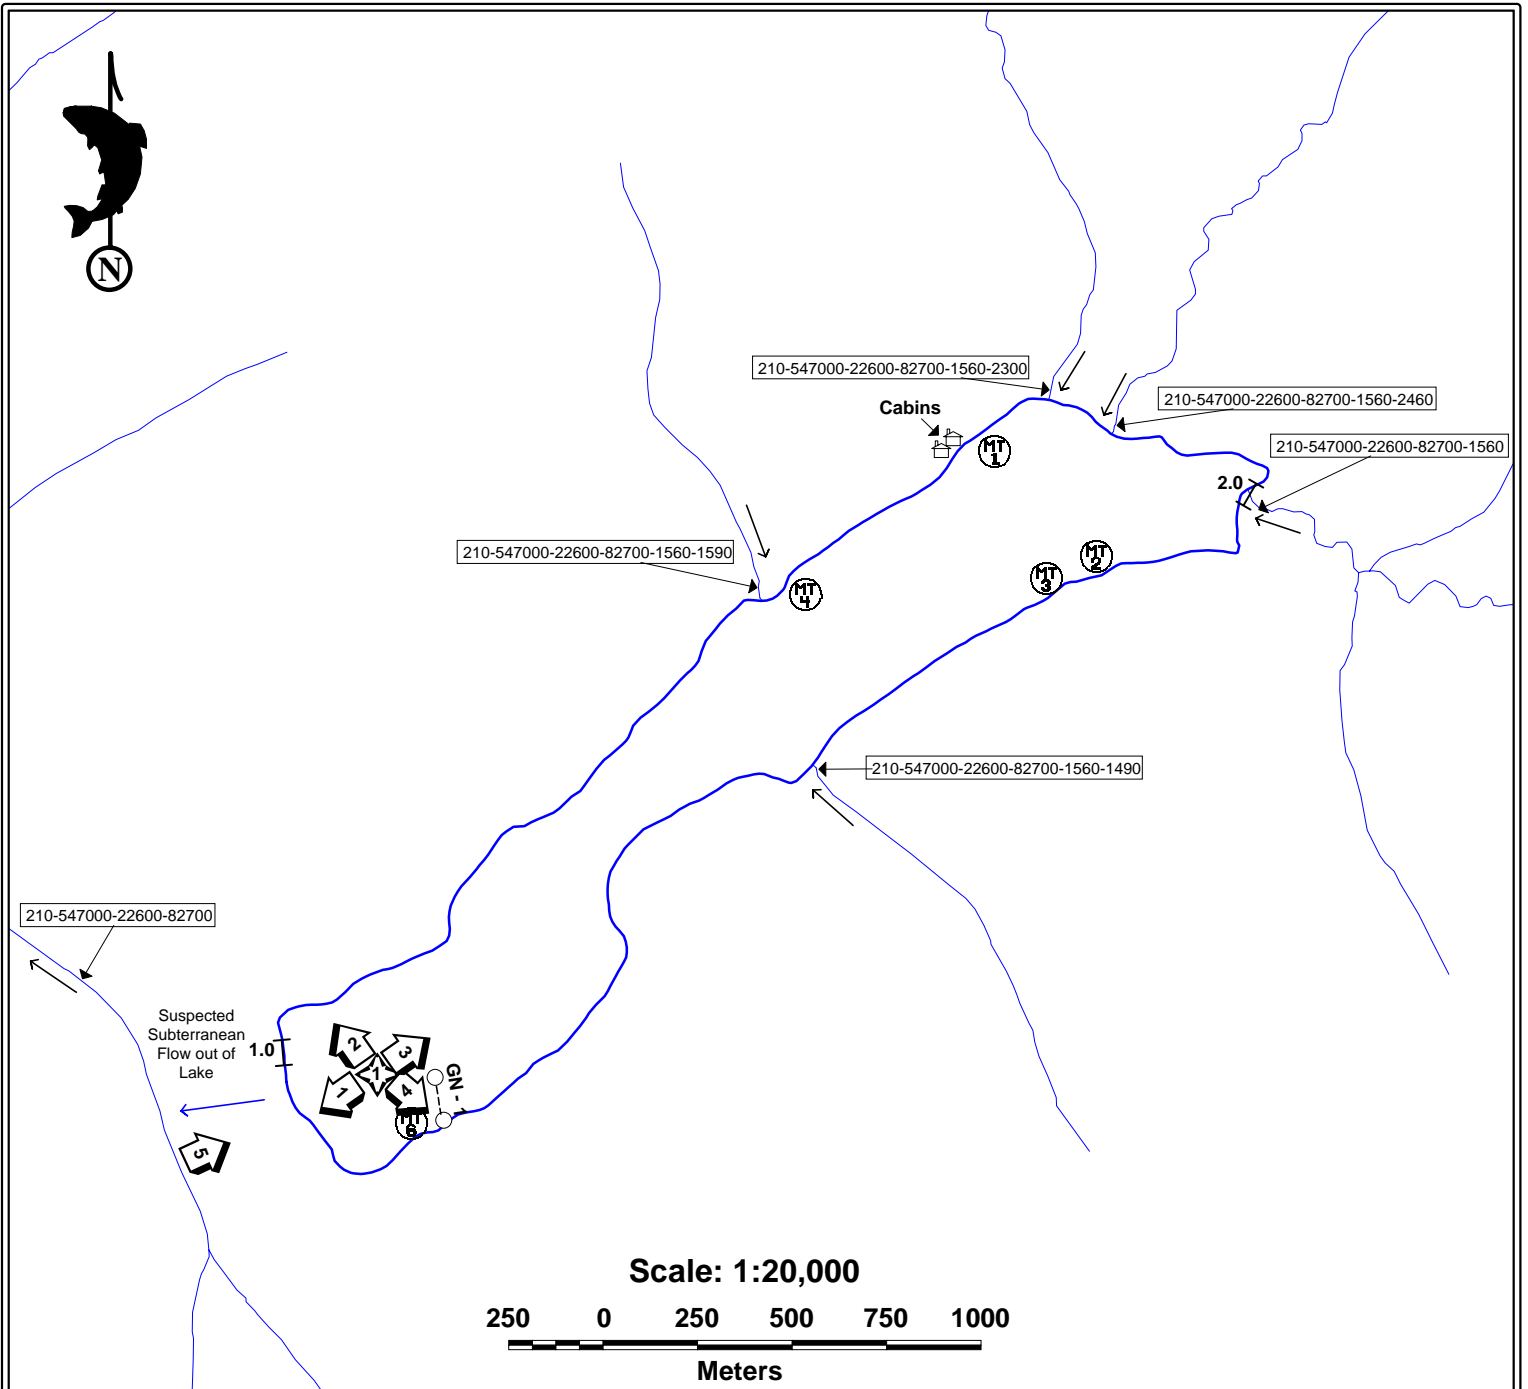 N
210-547000-22600-82700-1560-2300
Cabins
210-547000-22600-82700-1560-2460
MT
1
210-547000-22600-82700-1560
2.0
210-547000-22600-82700-1560-1590
MT
2
MT
3
MT
4
210-547000-22600-82700-1560-1490
210-547000-22600-82700
Suspected
Subterranean
Flow out of
Lake
1.0
2
3
1
1
4
GN - 1
MT
6
5
Scale: 1:20,000
250 0 250 500 750 1000
Meters